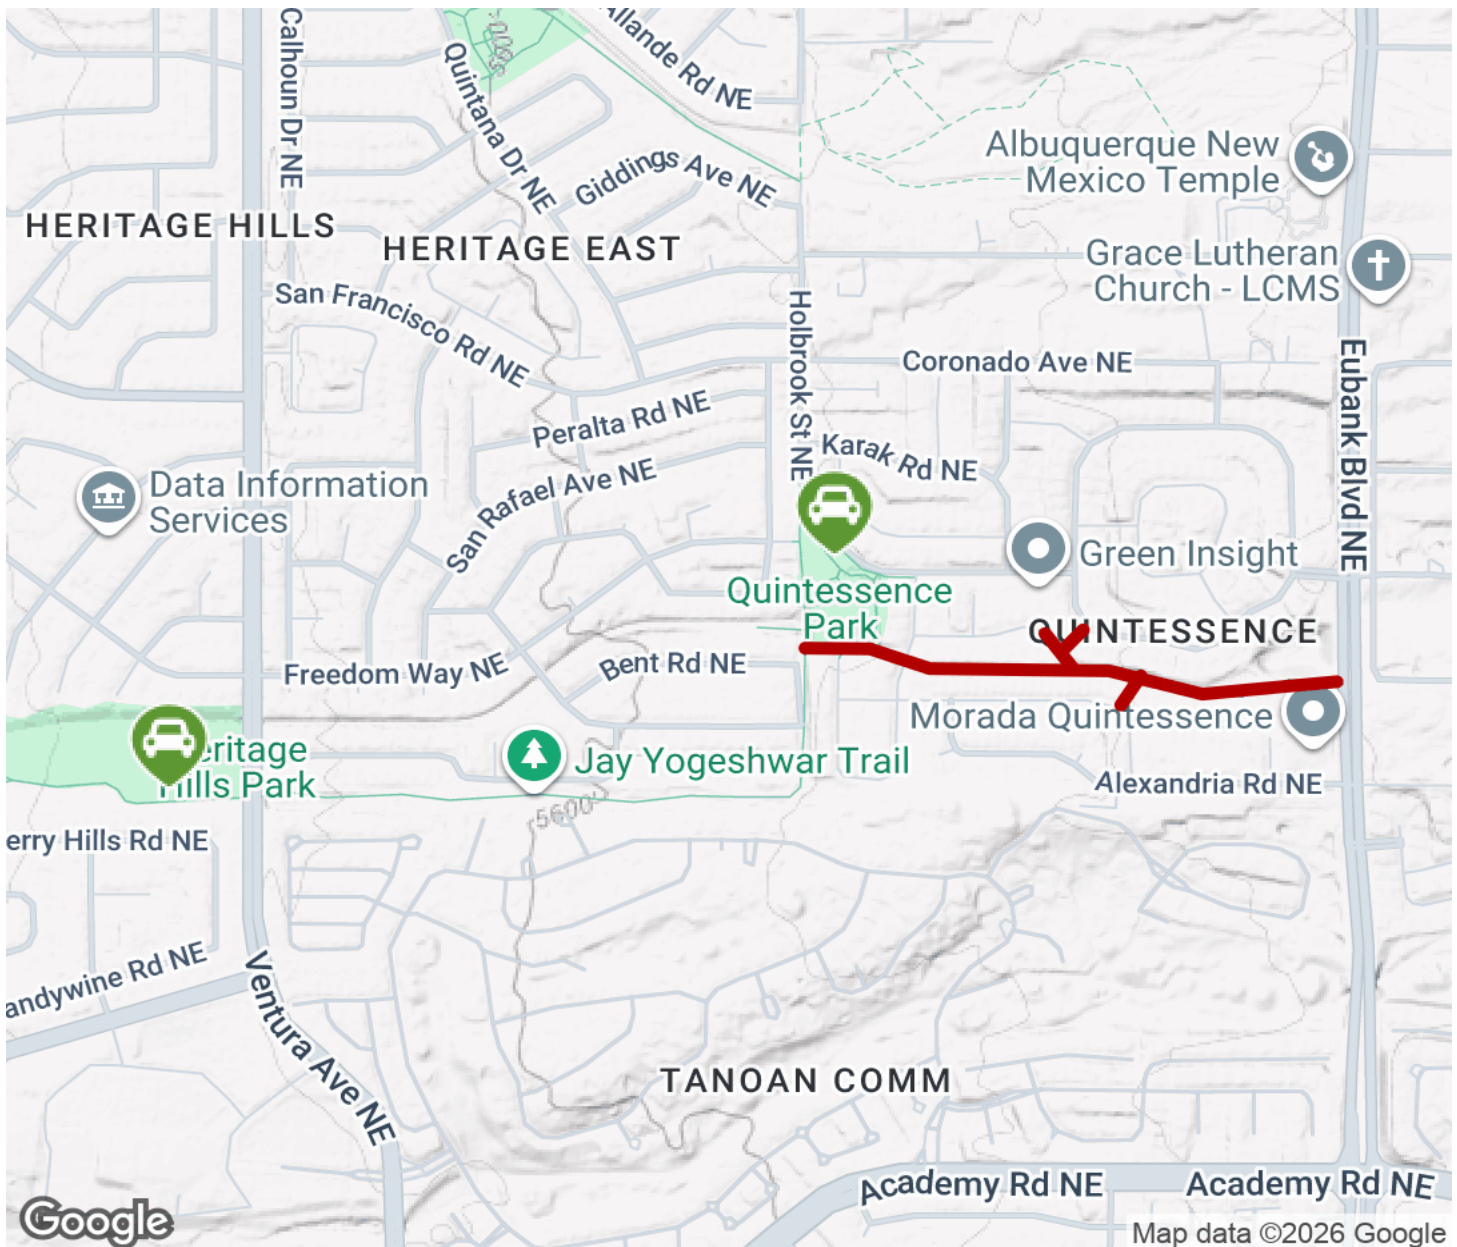 Calhoun Dr NE
Quintana Dr NE
Allande Rd NE
Giddings Ave NE
Albuquerque New
Mexico Temple
HERITAGE HILLS
HERITAGE EAST
Grace Lutheran
Church - LCMS
San Francisco Rd NE
Holbrook St NE
Coronado Ave NE
Eubank Blvd NE
Peralta Rd NE
Karak Rd NE
San Rafael Ave NE
Data Information
Services
Green Insight
Quintessence
Park
QUINTESSENCE
Freedom Way NE
Bent Rd NE
Morada Quintessence
eritage
Hills Park
Jay Yogeshwar Trail
Alexandria Rd NE
5600'
erry Hills Rd NE
andywine Rd NE
Ventura Ave NE
TANOAN COMM
Academy Rd NE
Academy Rd NE
Google
Map data ©2026 Google